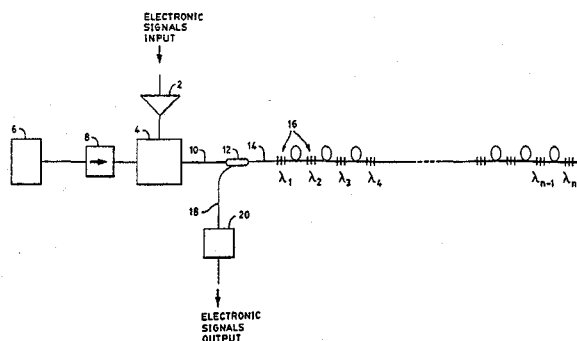 ELECTRONIC
SIGNALS
INPUT
2
6
8
4
10
12
14
16
λ1
λ2
λ3
λ4
λn-1
λn
18
20
ELECTRONIC
SIGNALS
OUTPUT